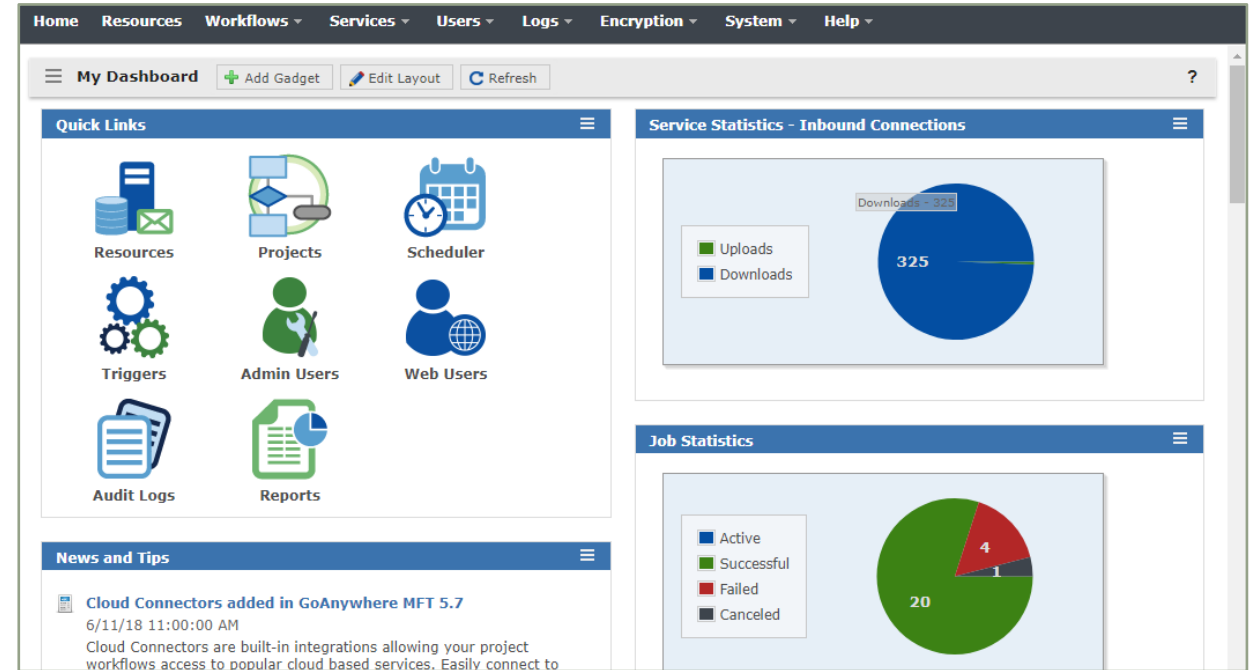 Home Resources Workflows Services Users Logs Encryption System Help
My Dashboard Add Gadget Edit Layout Refresh ?
Quick Links
Resources Projects Scheduler
Triggers Admin Users Web Users
Audit Logs Reports
News and Tips
Cloud Connectors added in GoAnywhere MFT 5.7
6/11/18 11:00:00 AM
Cloud Connectors are built-in integrations allowing your project
workflows access to popular cloud based services. Easily connect to
Service Statistics - Inbound Connections
Downloads - 325
Uploads
Downloads
325
Job Statistics
Active
Successful
Failed
Canceled
4
1
20